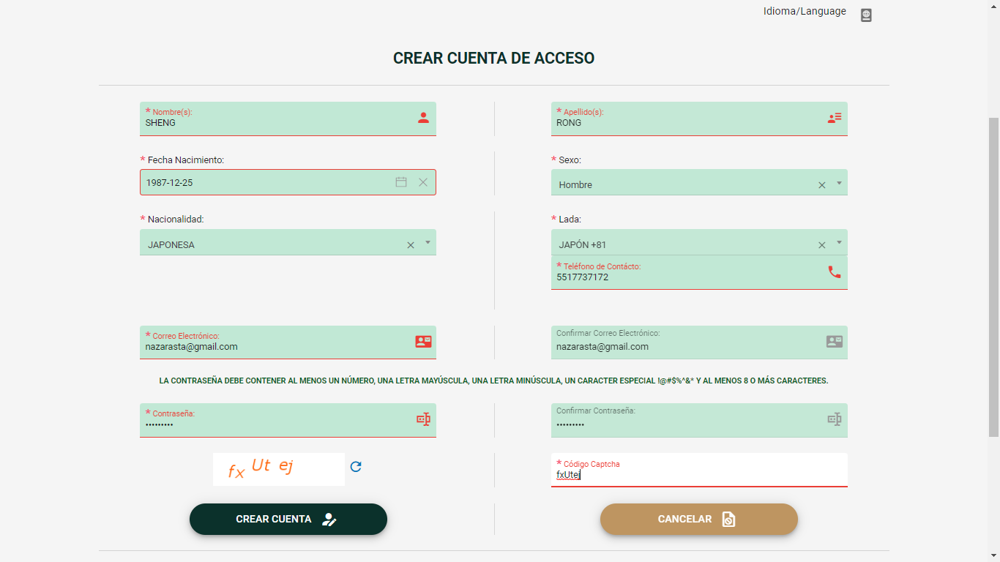 Idioma/Language
CREAR CUENTA DE ACCESO
* Nombre(s):
SHENG
* Apellido(s):
RONG
* Fecha Nacimiento:
1987-12-25
* Sexo:
Hombre
* Nacionalidad:
JAPONESA
* Lada:
JAPÓN +81
* Teléfono de Contácto:
5517737172
* Correo Electrónico:
nazarasta@gmail.com
Confirmar Correo Electrónico:
nazarasta@gmail.com
LA CONTRASEÑA DEBE CONTENER AL MENOS UN NÚMERO, UNA LETRA MAYÚSCULA, UNA LETRA MINÚSCULA, UN CARACTER ESPECIAL !@#$%^&* Y AL MENOS 8 O MÁS CARACTERES.
* Contraseña:
•••••••••
Confirmar Contraseña:
•••••••••
fx Ut ej
* Código Captcha
fxUtej
CREAR CUENTA
CANCELAR